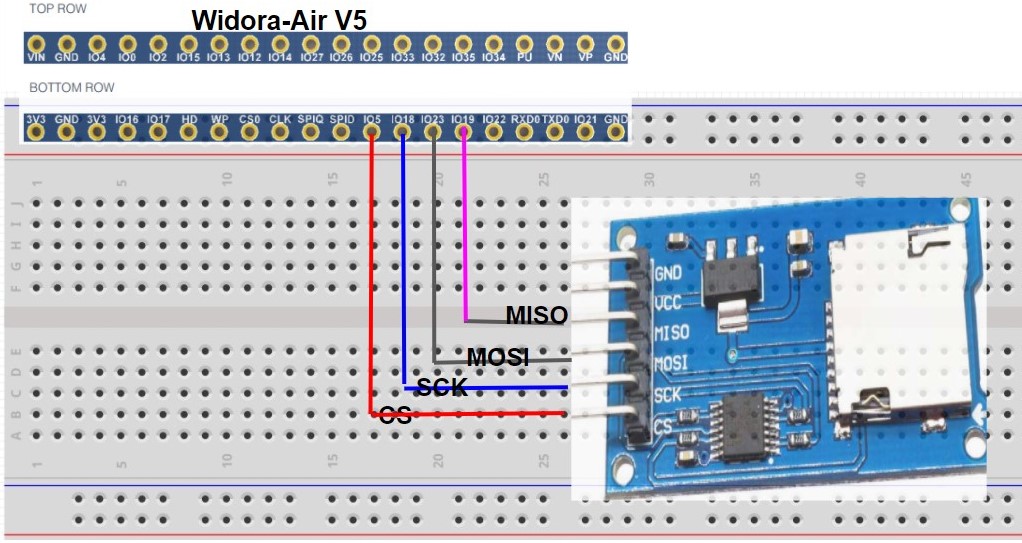 TOP ROW
Widora-Air V5
VIN GND IO4 IO0 IO2 IO15 IO13 IO12 IO14 IO27 IO26 IO25 IO33 IO32 IO35 IO34 PU VN VP GND
BOTTOM ROW
3V3 GND 3V3 IO16 IO17 HD WP CS0 CLK SPIQ SPID IO5 IO18 IO23 IO19 IO22 RXD0 TXD0 IO21 GND
1 5 10 20 25 30 35 40 45
J
I
H
G
F
GND
VCC
MISO
MISO
MOSI
MOSI
SCK
SCK
CS
CS
E
D
C
B
A
1 5 10 15 20 25